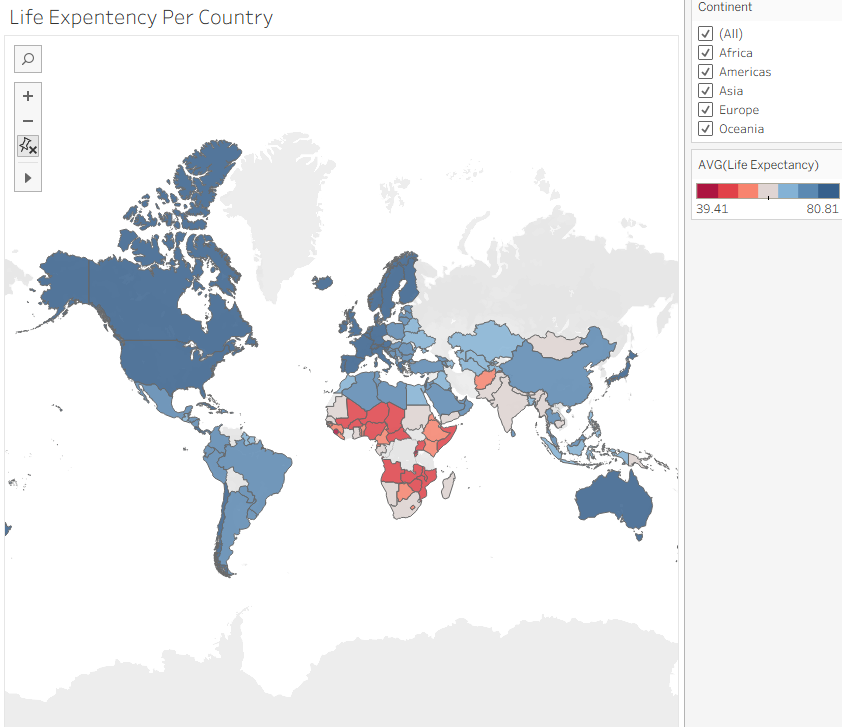 Life Expentency Per Country
Continent
(All)
Africa
Americas
Asia
Europe
Oceania
AVG(Life Expectancy)
39.41 80.81